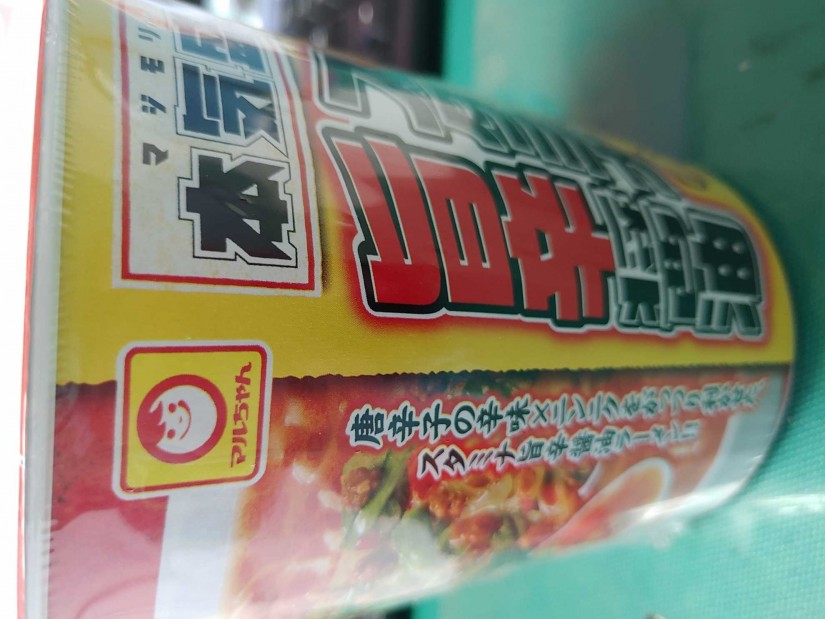 マジモリ
本気盛
旨辛
醤油
唐辛子の辛味×ニンニクをがっつり利かせた、
スタミナ旨辛醤油ラーメン!!
マルちゃん